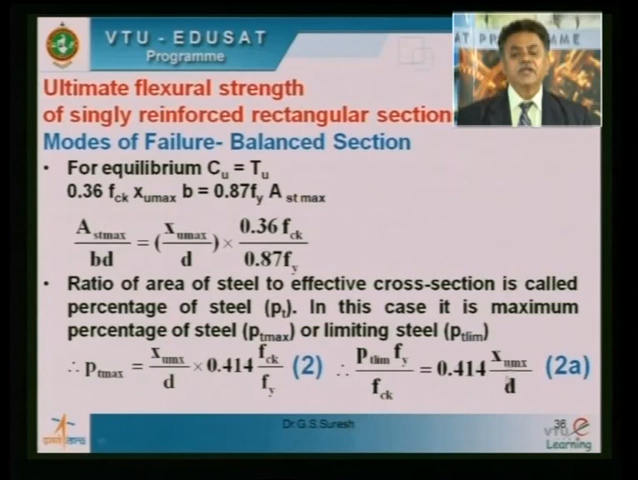 VTU - EDUSAT
Programme
AT PR AME
Ultimate flexural strength
of singly reinforced rectangular section
Modes of Failure- Balanced Section
• For equilibrium Cu = Tu
0.36 fck xumax b = 0.87fy A st max
Astmax / bd = (xumax / d) × 0.36 fck / 0.87fy
• Ratio of area of steel to effective cross-section is called
percentage of steel (pt). In this case it is maximum
percentage of steel (ptmax) or limiting steel (ptlim)
∴ Ptmax = xumx / d × 0.414 fck / fy (2) ∴ Ptlim fy / fck = 0.414 xumx / d (2a)
Dr.G.S.Suresh
36
VTU e
Learning